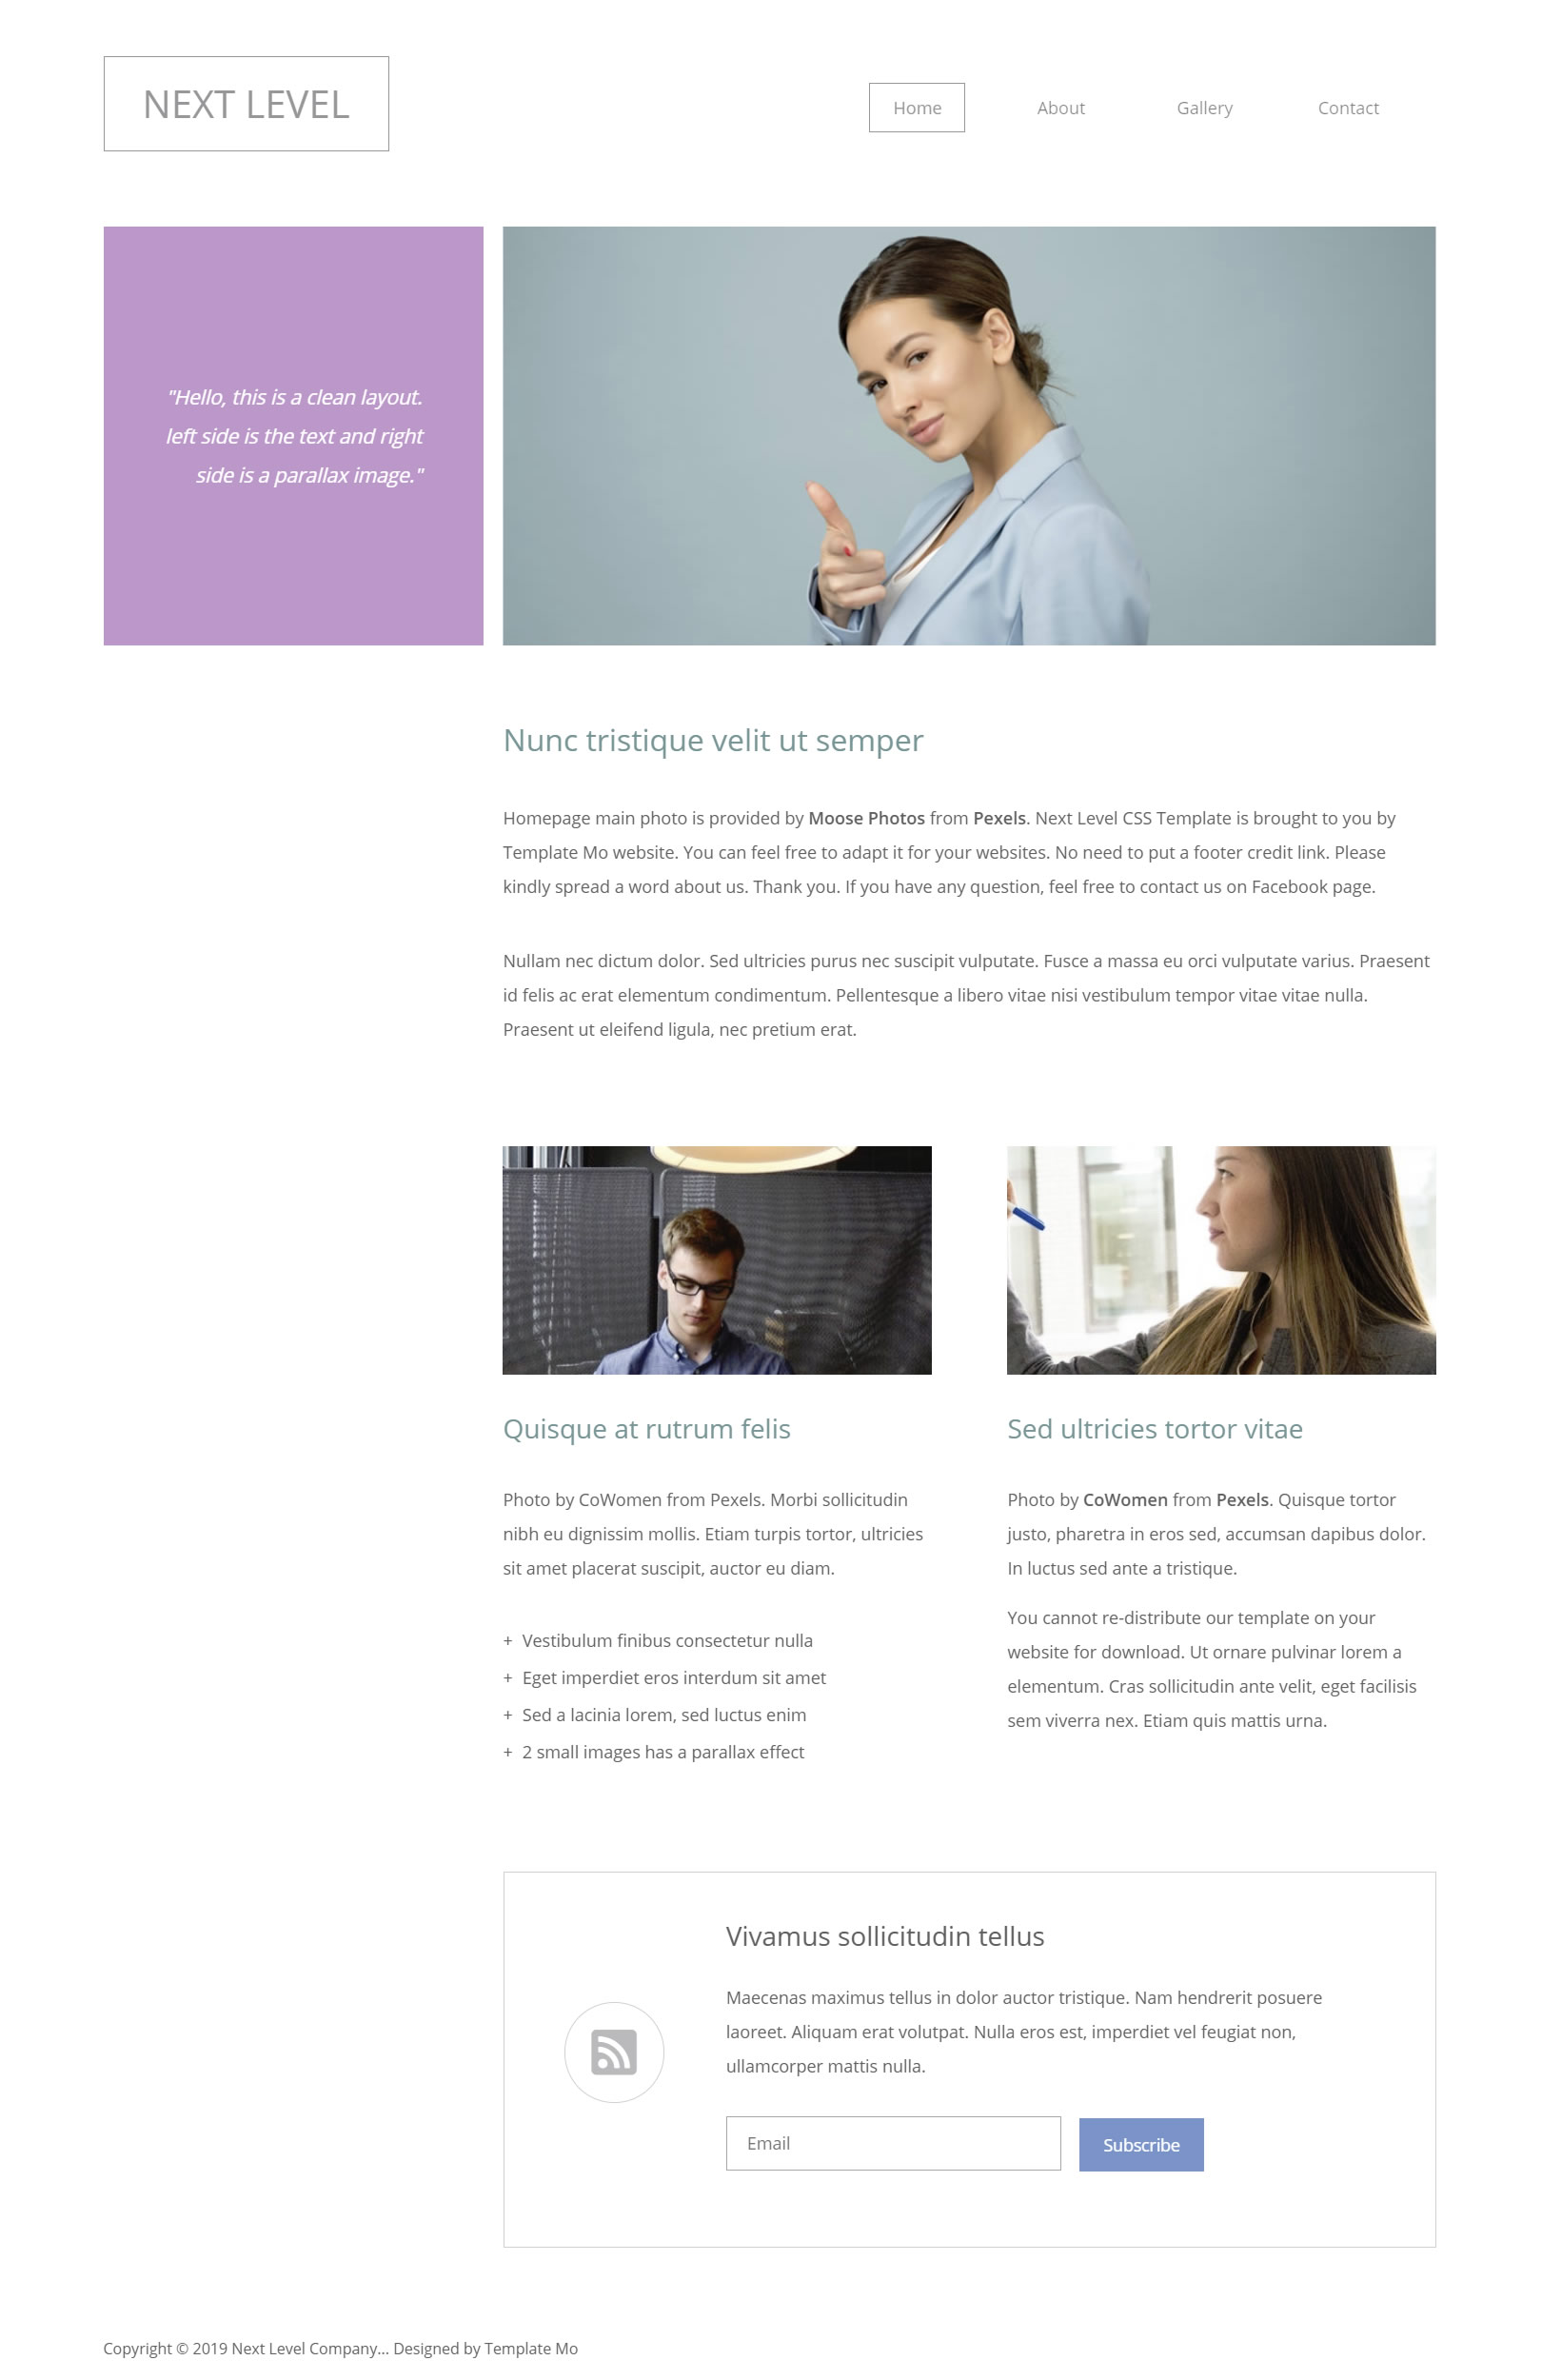 NEXT LEVEL
Home
About
Gallery
Contact
"Hello, this is a clean layout.
left side is the text and right
side is a parallax image."
Nunc tristique velit ut semper
Homepage main photo is provided by Moose Photos from Pexels. Next Level CSS Template is brought to you by
Template Mo website. You can feel free to adapt it for your websites. No need to put a footer credit link. Please
kindly spread a word about us. Thank you. If you have any question, feel free to contact us on Facebook page.
Nullam nec dictum dolor. Sed ultricies purus nec suscipit vulputate. Fusce a massa eu orci vulputate varius. Praesent
id felis ac erat elementum condimentum. Pellentesque a libero vitae nisi vestibulum tempor vitae vitae nulla.
Praesent ut eleifend ligula, nec pretium erat.
Quisque at rutrum felis
Photo by CoWomen from Pexels. Morbi sollicitudin
nibh eu dignissim mollis. Etiam turpis tortor, ultricies
sit amet placerat suscipit, auctor eu diam.
+ Vestibulum finibus consectetur nulla
+ Eget imperdiet eros interdum sit amet
+ Sed a lacinia lorem, sed luctus enim
+ 2 small images has a parallax effect
Sed ultricies tortor vitae
Photo by CoWomen from Pexels. Quisque tortor
justo, pharetra in eros sed, accumsan dapibus dolor.
In luctus sed ante a tristique.
You cannot re-distribute our template on your
website for download. Ut ornare pulvinar lorem a
elementum. Cras sollicitudin ante velit, eget facilisis
sem viverra nex. Etiam quis mattis urna.
Vivamus sollicitudin tellus
Maecenas maximus tellus in dolor auctor tristique. Nam hendrerit posuere
laoreet. Aliquam erat volutpat. Nulla eros est, imperdiet vel feugiat non,
ullamcorper mattis nulla.
Email
Subscribe
Copyright © 2019 Next Level Company... Designed by Template Mo